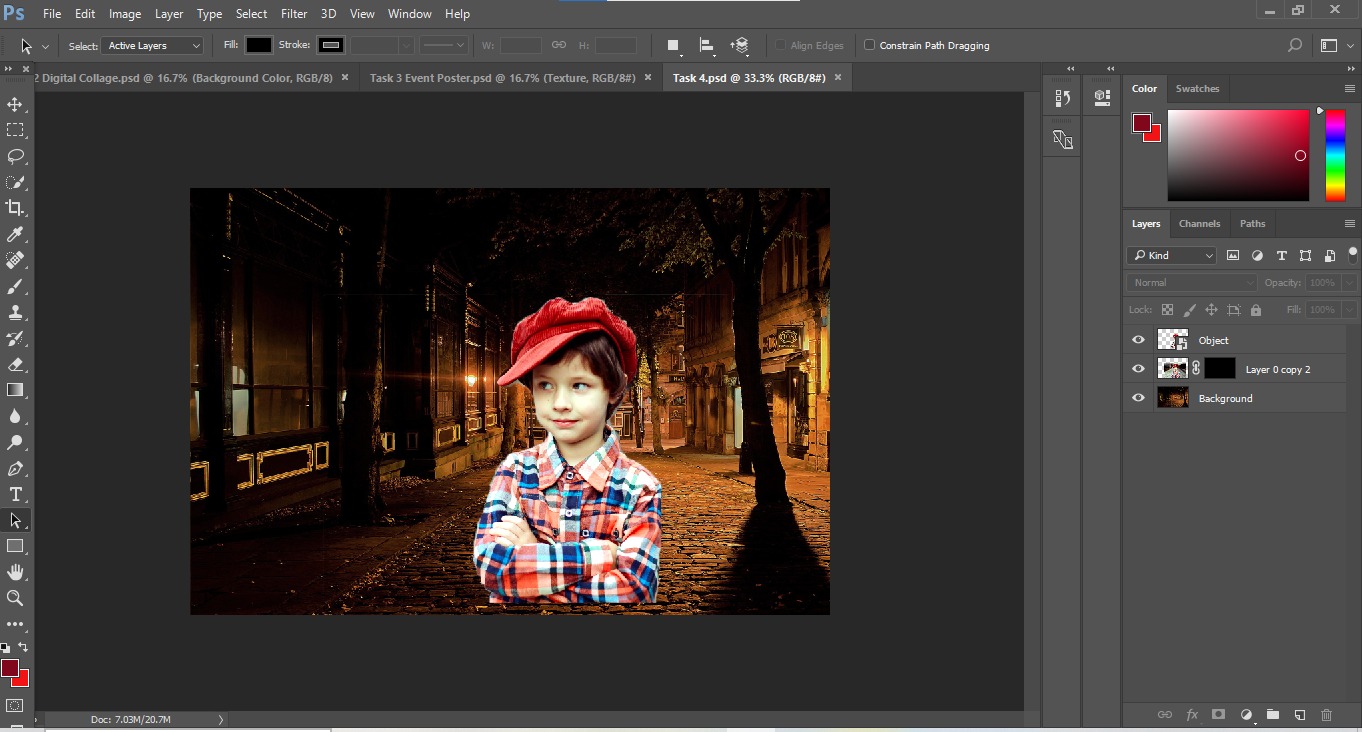 Ps File Edit Image Layer Type Select Filter 3D View Window Help
Select: Active Layers Fill: Stroke: W: H: Align Edges Constrain Path Dragging
2 Digital Collage.psd @ 16.7% (Background Color, RGB/8) × Task 3 Event Poster.psd @ 16.7% (Texture, RGB/8#) × Task 4.psd @ 33.3% (RGB/8#) ×
Color Swatches
Layers Channels Paths
Kind
Normal Opacity: 100%
Lock: Fill: 100%
Object
Layer 0 copy 2
Background
Doc: 7.03M/20.7M
fx